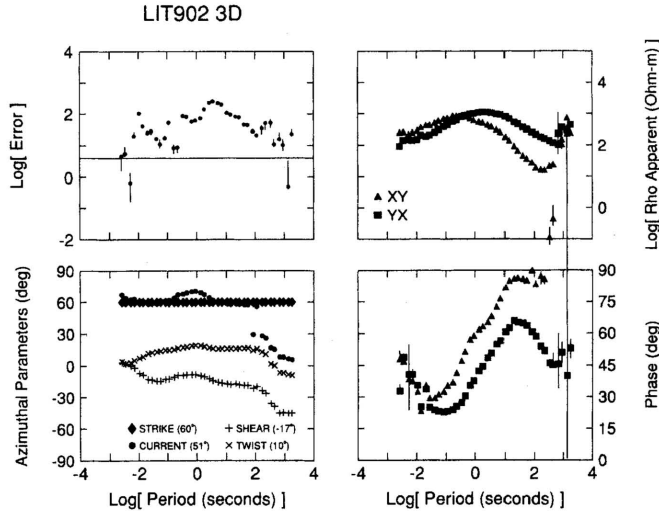 LIT902 3D
Log[ Error]
4
2
0
-2
Log[ Rho Apparent (Ohm-m) ]
4
2
0
▲ XY
■ YX
Azimuthal Parameters (deg)
90
60
30
0
-30
-60
-90
◆ STRIKE (60°) + SHEAR (-17°)
● CURRENT (51°) × TWIST (10°)
-4 -2 0 2 4
Log[ Period (seconds) ]
Phase (deg)
90
75
60
45
30
15
0
-4 -2 0 2 4
Log[ Period (seconds) ]